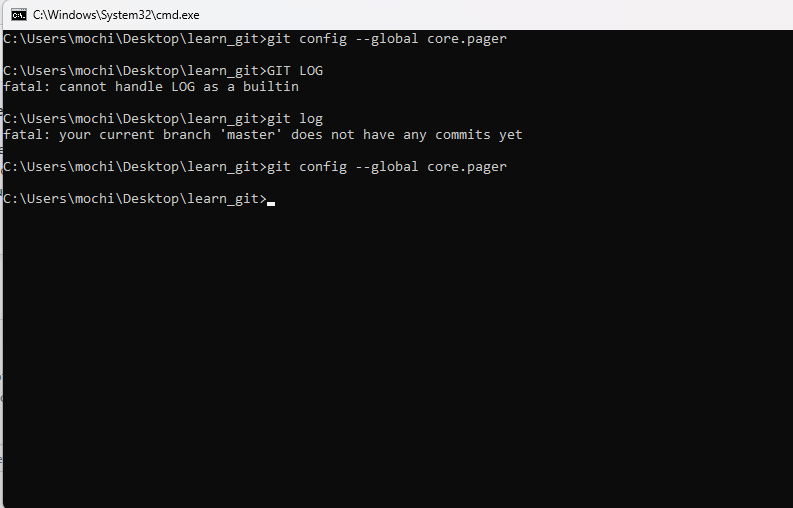 C:\Windows\System32\cmd.exe
C:\Users\mochi\Desktop\learn_git>git config --global core.pager
C:\Users\mochi\Desktop\learn_git>GIT LOG
fatal: cannot handle LOG as a builtin
C:\Users\mochi\Desktop\learn_git>git log
fatal: your current branch 'master' does not have any commits yet
C:\Users\mochi\Desktop\learn_git>git config --global core.pager
C:\Users\mochi\Desktop\learn_git>